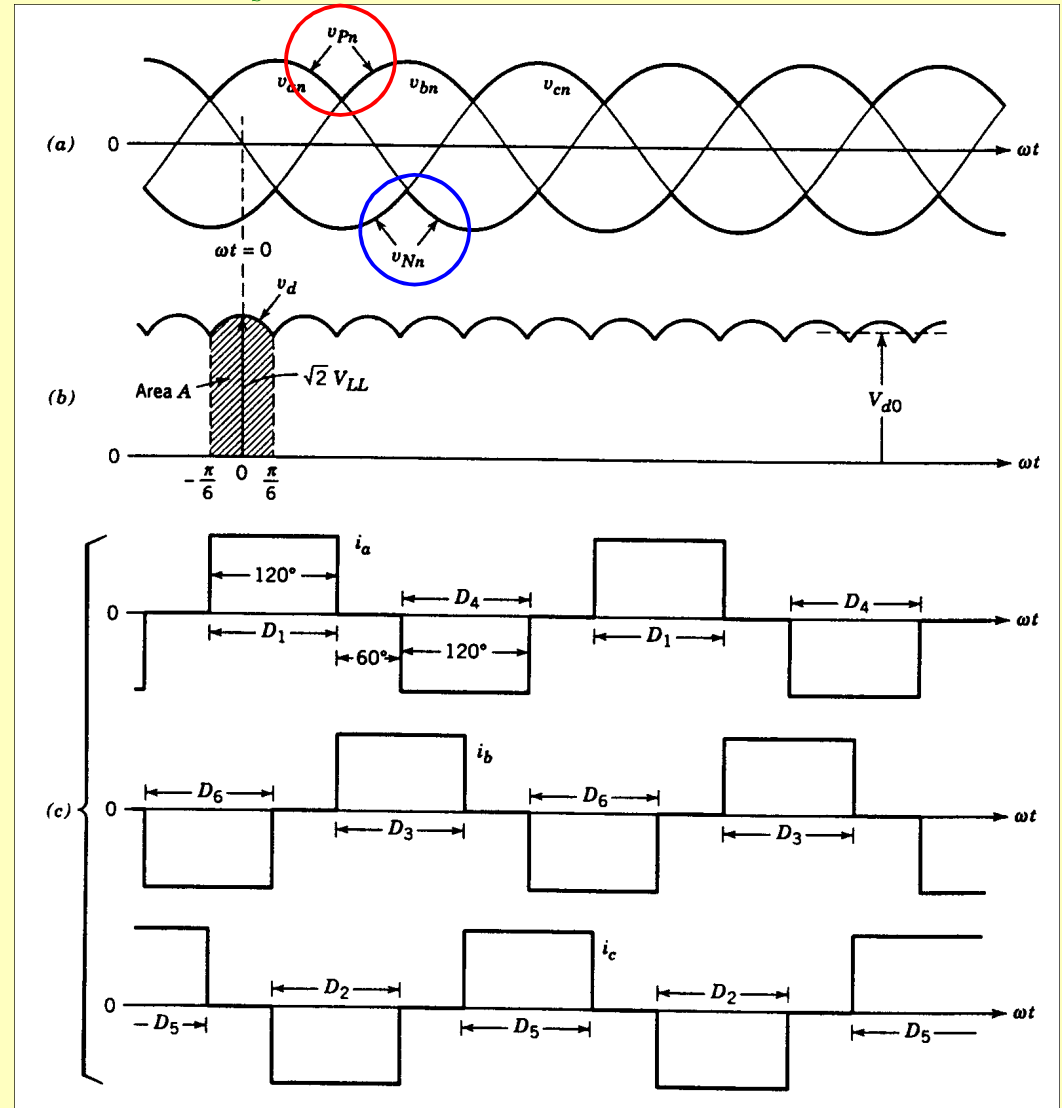 v_Pn
v_an v_bn v_cn
(a) 0 ωt
ωt = 0
v_Nn
v_d
Area A √2 V_LL
(b) V_d0
0 ωt
-π/6 0 π/6
i_a
120°
0 D_4 D_4 ωt
D_1 D_1
60° 120°
i_b
D_6 D_6
(c) 0 ωt
D_3 D_3
i_c
D_2 D_2
0 ωt
-D_5 D_5 D_5